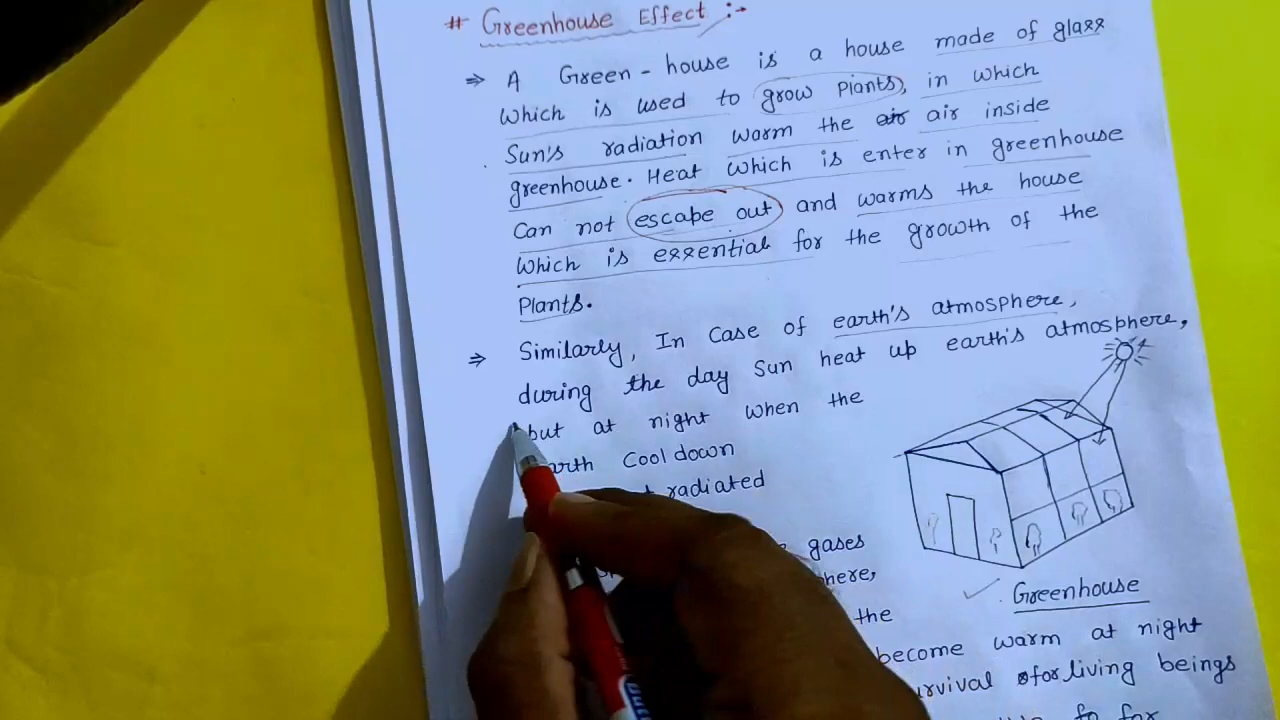 # Greenhouse Effect :-
⇒ A Green - house is a house made of glass
which is used to grow plants, in which
Sun's radiation warm the air air inside
greenhouse. Heat which is enter in greenhouse
Can not escape out and warms the house
which is essential for the growth of the
Plants.
⇒ Similarly, In case of earth's atmosphere,
during the day Sun heat up earth's atmosphere,
but at night when the
Cool down
radiated
gases
the
Greenhouse
become warm at night
for living beings